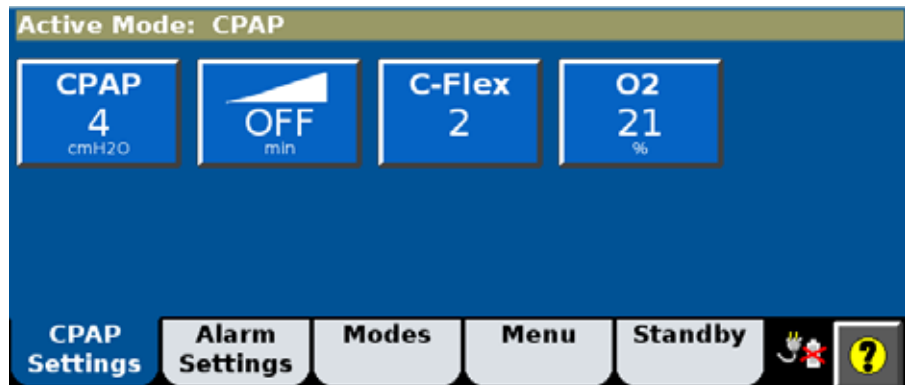 Active Mode: CPAP
CPAP
4
cmH2O
OFF
min
C-Flex
2
O2
21
%
CPAP
Settings
Alarm
Settings
Modes
Menu
Standby
?